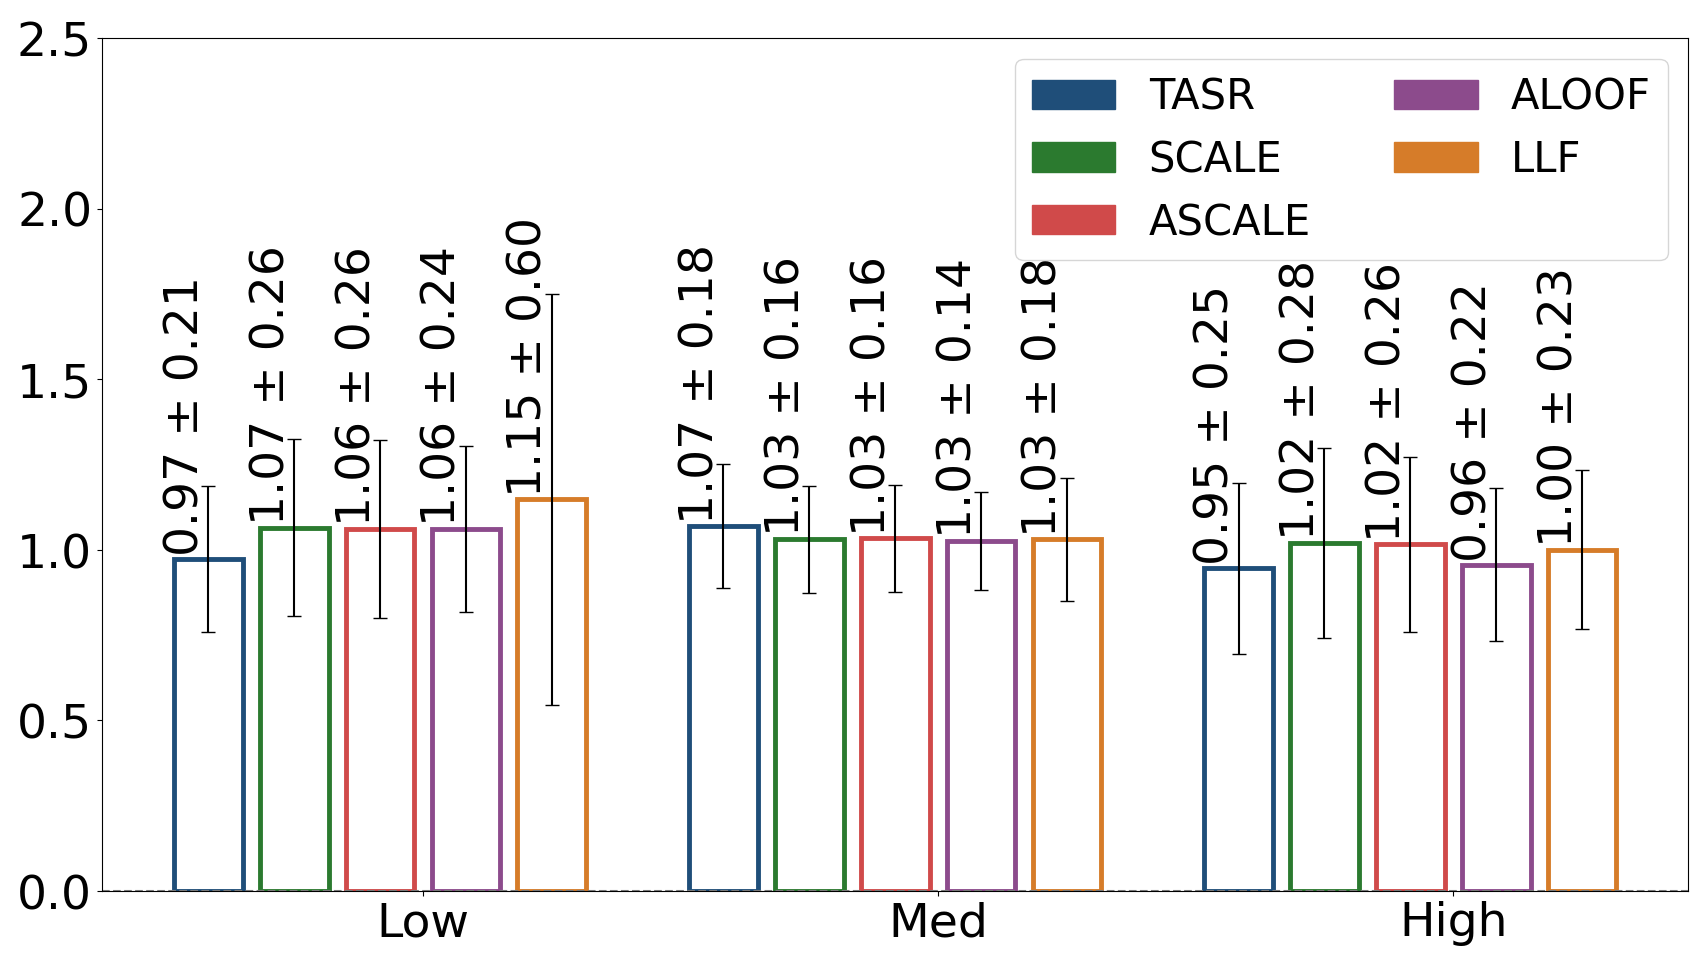 2.5
2.0
1.5
1.0
0.5
0.0
TASR
SCALE
ASCALE
ALOOF
LLF
0.97 ± 0.21
1.07 ± 0.26
1.06 ± 0.26
1.06 ± 0.24
1.15 ± 0.60
1.07 ± 0.18
1.03 ± 0.16
1.03 ± 0.16
1.03 ± 0.14
1.03 ± 0.18
0.95 ± 0.25
1.02 ± 0.28
1.02 ± 0.26
0.96 ± 0.22
1.00 ± 0.23
Low
Med
High